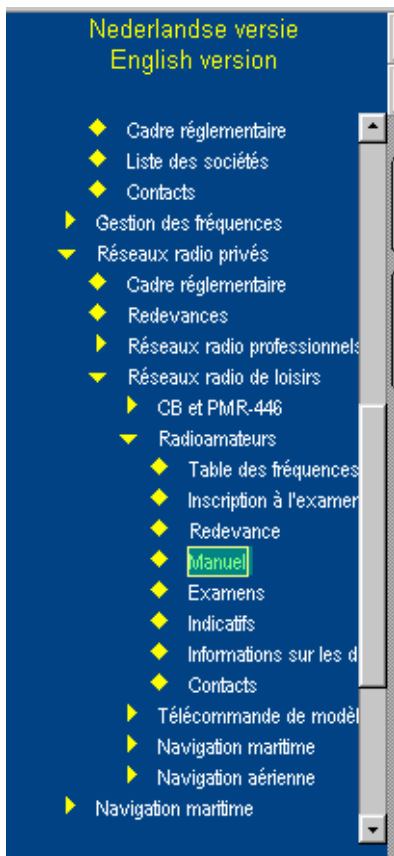 Nederlandse versie
English version
Cadre réglementaire
Liste des sociétés
Contacts
Gestion des fréquences
Réseaux radio privés
Cadre réglementaire
Redevances
Réseaux radio professionnels
Réseaux radio de loisirs
CB et PMR-446
Radioamateurs
Table des fréquences
Inscription à l'examen
Redevance
Manuel
Examens
Indicatifs
Informations sur les d
Contacts
Télécommande de modèl
Navigation maritime
Navigation aérienne
Navigation maritime